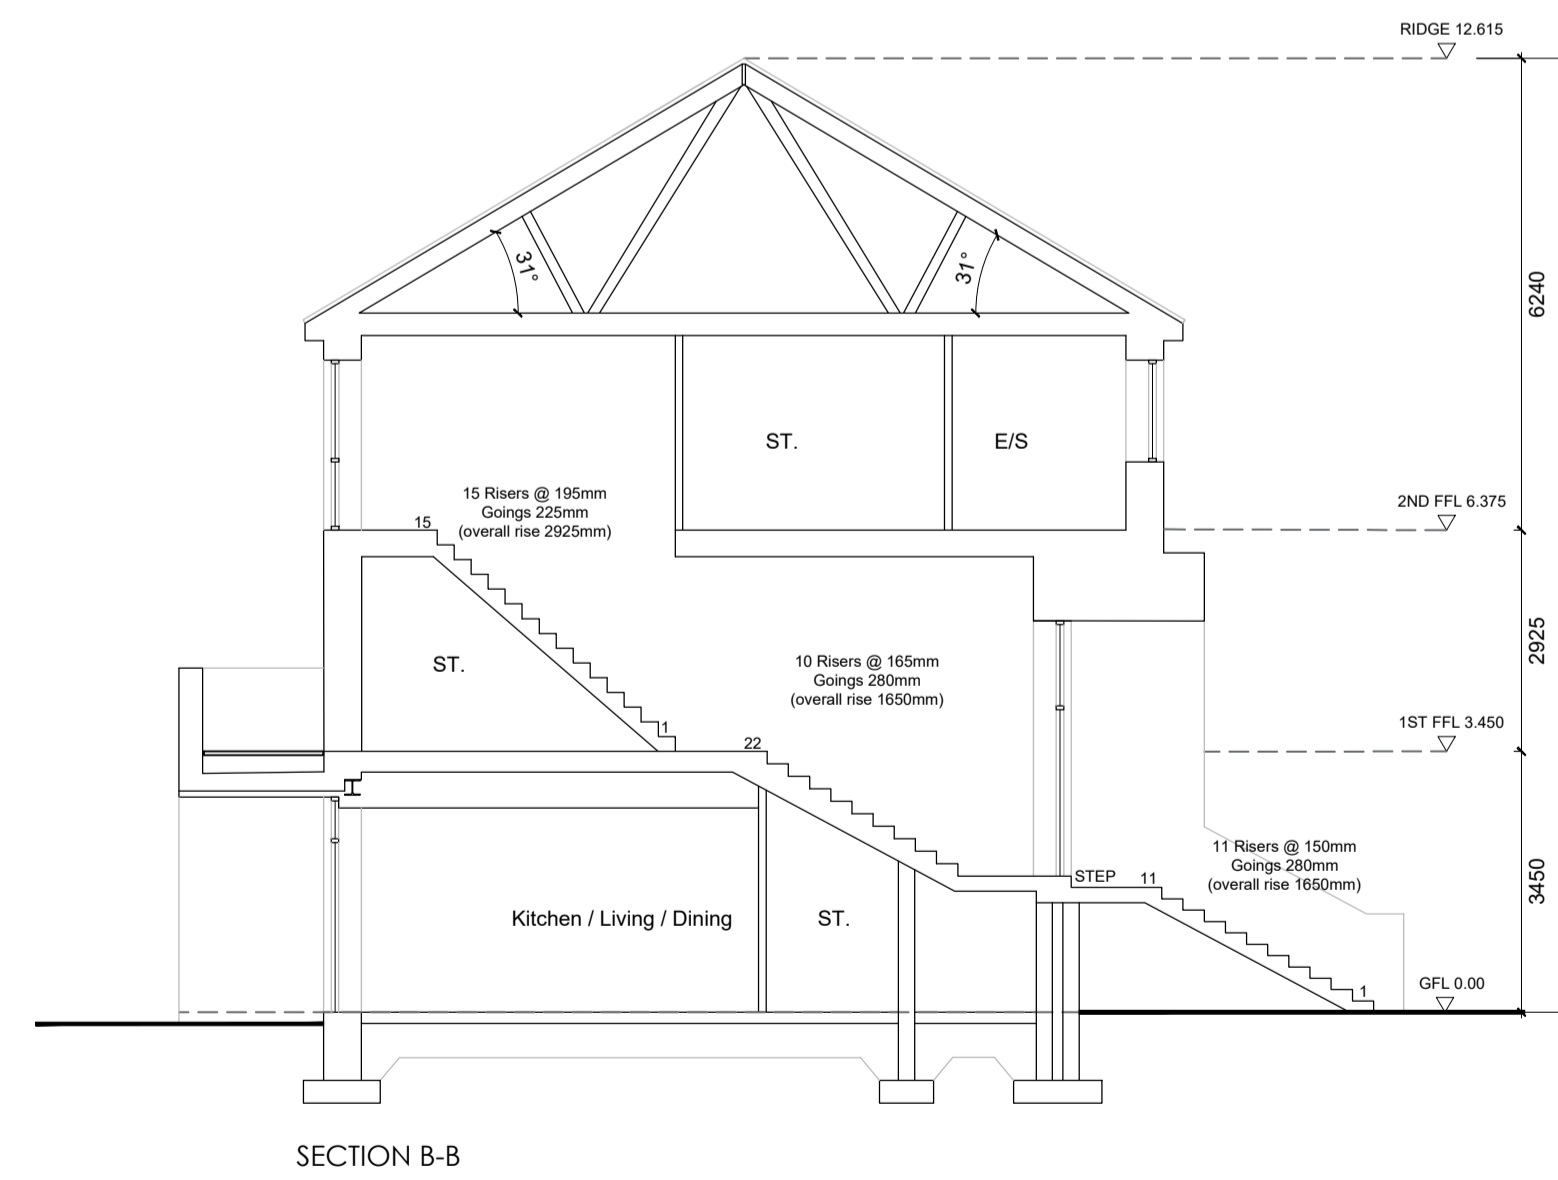 RIDGE 12.615
31°
31°
6240
ST.
E/S
15 Risers @ 195mm
Goings 225mm
(overall rise 2925mm)
15
2ND FFL 6.375
2925
ST.
10 Risers @ 165mm
Goings 280mm
(overall rise 1650mm)
1
22
1ST FFL 3.450
11 Risers @ 150mm
Goings 280mm
(overall rise 1650mm)
STEP
11
3450
Kitchen / Living / Dining
ST.
1
GFL 0.00
SECTION B-B